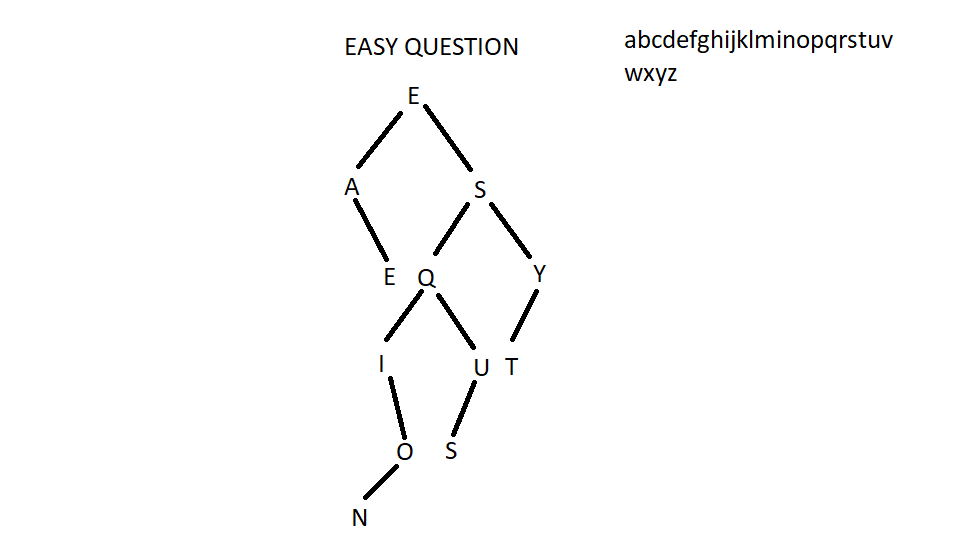 EASY QUESTION
abcdefghijklminopqrstuv
wxyz
E
A S
E Q Y
I U T
O S
N